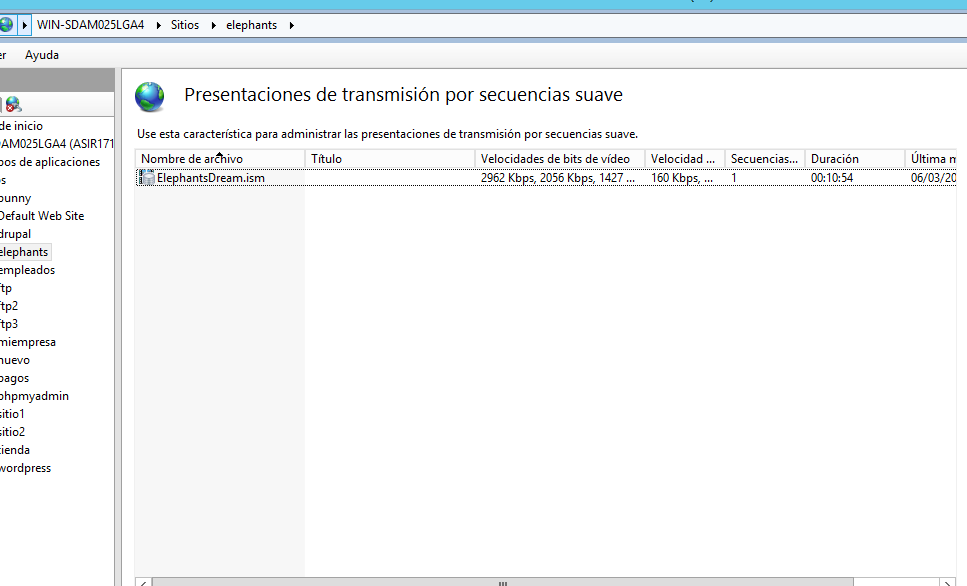 WIN-SDAM025LGA4 Sitios elephants
er Ayuda
Presentaciones de transmisión por secuencias suave
Use esta característica para administrar las presentaciones de transmisión por secuencias suave.
Nombre de archivo Título Velocidades de bits de vídeo Velocidad ... Secuencias... Duración Última m
ElephantsDream.ism 2962 Kbps, 2056 Kbps, 1427 ... 160 Kbps, ... 1 00:10:54 06/03/20
de inicio
DAM025LGA4 (ASIR171
pos de aplicaciones
os
bunny
Default Web Site
drupal
elephants
empleados
ftp
ftp2
ftp3
miempresa
nuevo
pagos
phpmyadmin
sitio1
sitio2
tienda
wordpress